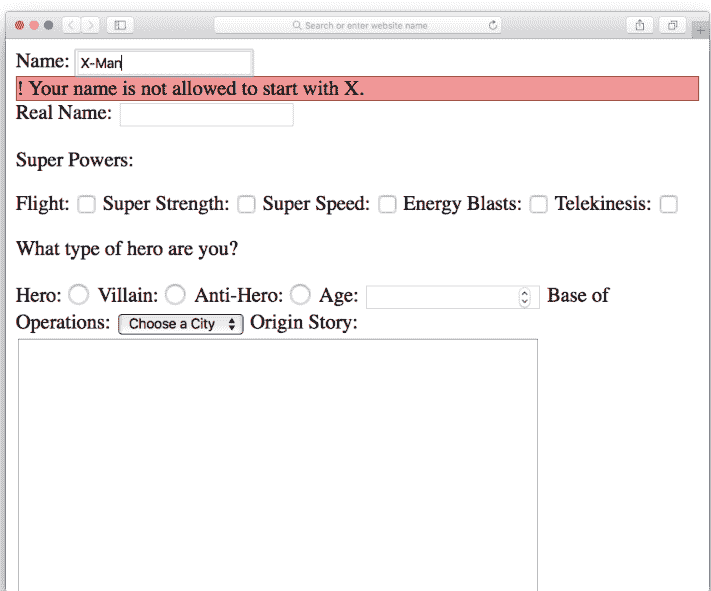 Search or enter website name
Name: X-Man
! Your name is not allowed to start with X.
Real Name:
Super Powers:
Flight: Super Strength: Super Speed: Energy Blasts: Telekinesis:
What type of hero are you?
Hero: Villain: Anti-Hero: Age: Base of
Operations: Choose a City Origin Story: